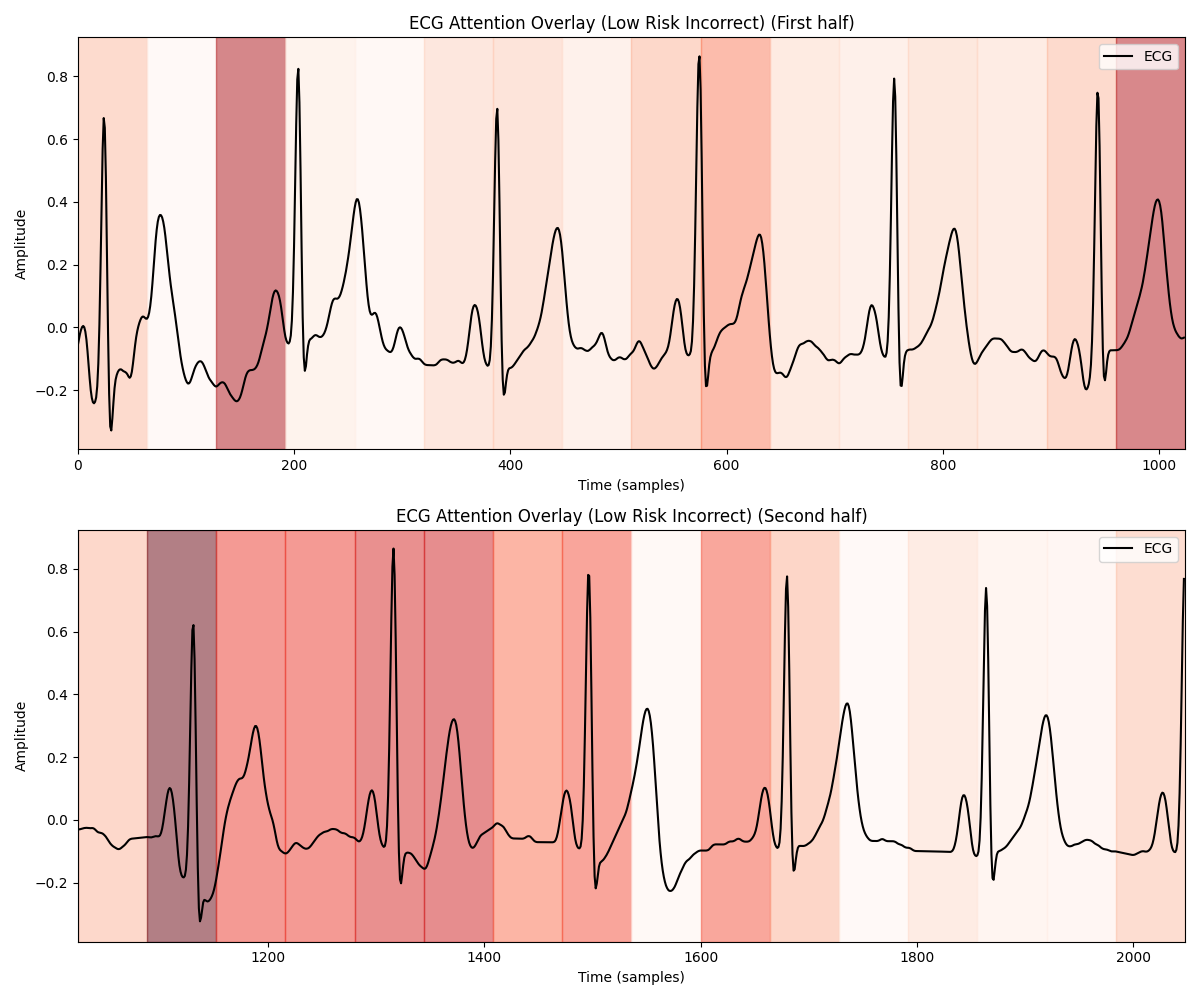 ECG Attention Overlay (Low Risk Incorrect) (First half)
ECG
0.8
0.6
0.4
0.2
0.0
−0.2
Amplitude
0 200 400 600 800 1000
Time (samples)
ECG Attention Overlay (Low Risk Incorrect) (Second half)
ECG
0.8
0.6
0.4
0.2
0.0
−0.2
Amplitude
1200 1400 1600 1800 2000
Time (samples)